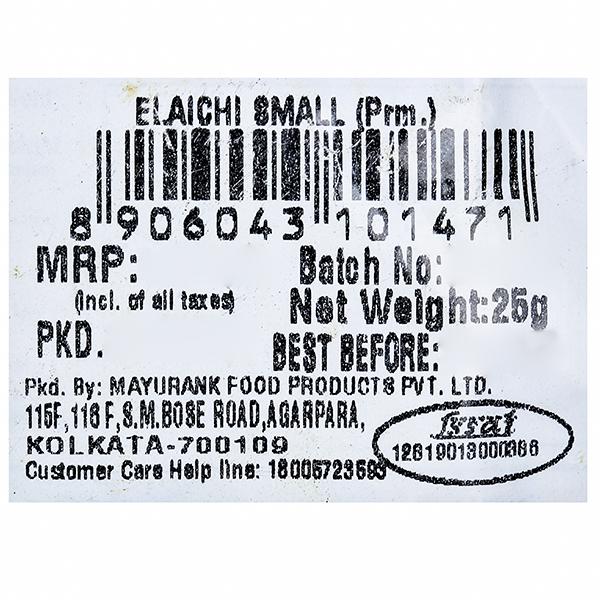 ELAICHI SMALL (Prm.)
8 906043 101471
MRP:
(incl. of all taxes)
Batch No:
Net Weight:25g
PKD.
BEST BEFORE:
Pkd. By: MAYURANK FOOD PRODUCTS PVT. LTD.
115F,116 F,S.M.BOSE ROAD,AGARPARA,
KOLKATA-700109
fssai
12819013000386
Customer Care Help line: 18005723593